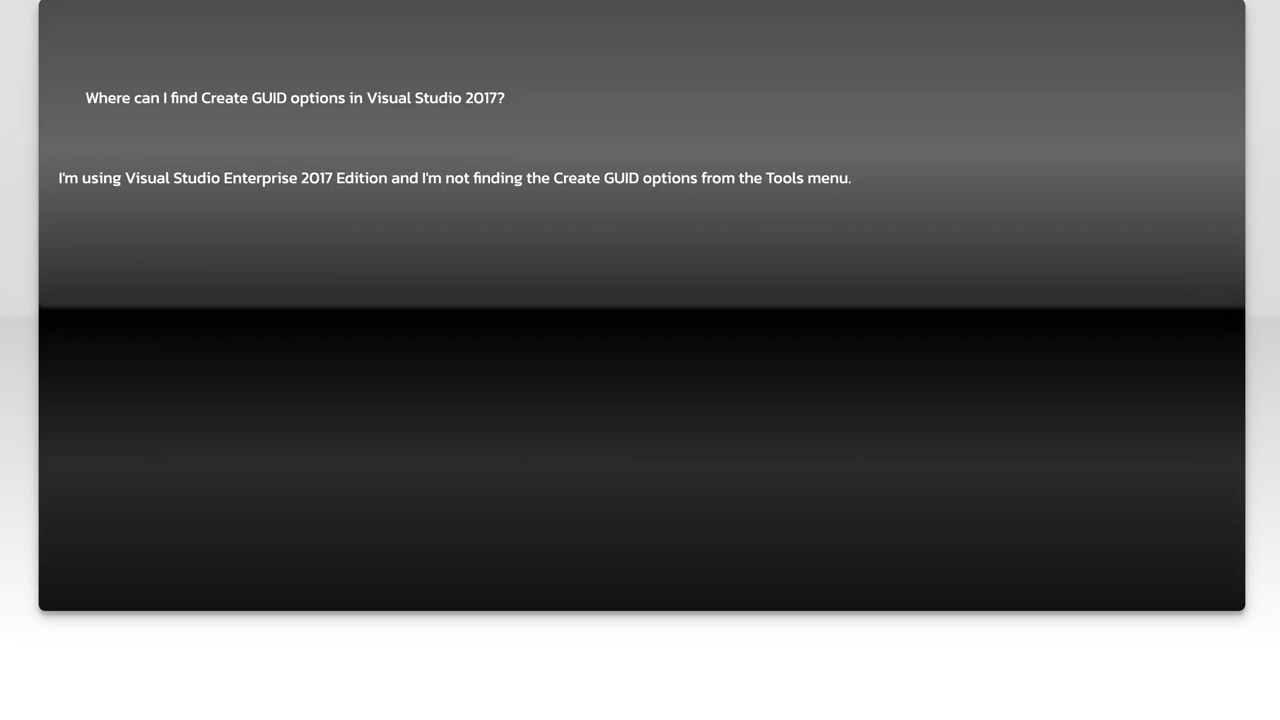 Where can I find Create GUID options in Visual Studio 2017?
I'm using Visual Studio Enterprise 2017 Edition and I'm not finding the Create GUID options from the Tools menu.